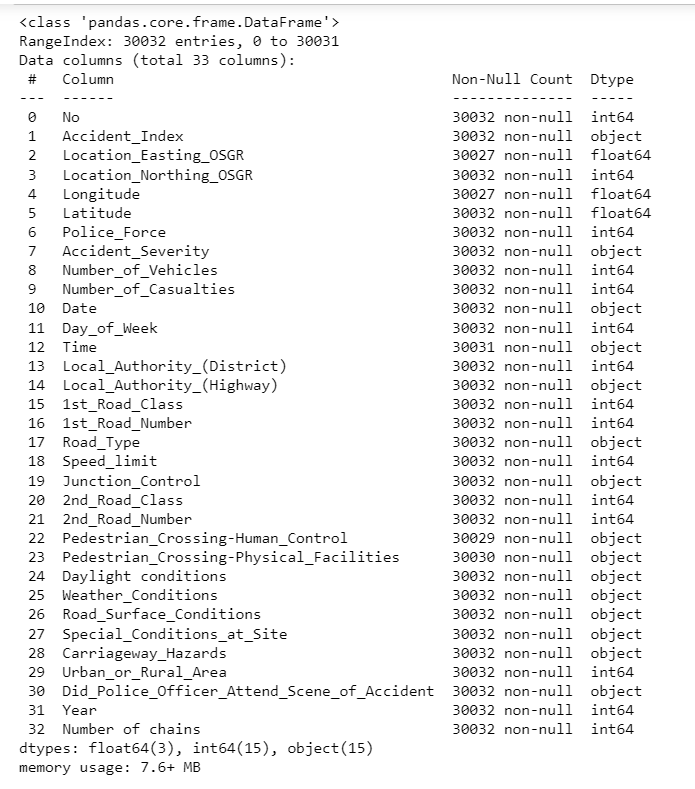 <class 'pandas.core.frame.DataFrame'>
RangeIndex: 30032 entries, 0 to 30031
Data columns (total 33 columns):
 #   Column                                       Non-Null Count  Dtype
---  ------                                       --------------  -----
 0   No                                           30032 non-null  int64
 1   Accident_Index                               30032 non-null  object
 2   Location_Easting_OSGR                        30027 non-null  float64
 3   Location_Northing_OSGR                       30032 non-null  int64
 4   Longitude                                    30027 non-null  float64
 5   Latitude                                     30032 non-null  float64
 6   Police_Force                                 30032 non-null  int64
 7   Accident_Severity                            30032 non-null  object
 8   Number_of_Vehicles                           30032 non-null  int64
 9   Number_of_Casualties                         30032 non-null  int64
 10  Date                                         30032 non-null  object
 11  Day_of_Week                                  30032 non-null  int64
 12  Time                                         30031 non-null  object
 13  Local_Authority_(District)                   30032 non-null  int64
 14  Local_Authority_(Highway)                    30032 non-null  object
 15  1st_Road_Class                               30032 non-null  int64
 16  1st_Road_Number                              30032 non-null  int64
 17  Road_Type                                    30032 non-null  object
 18  Speed_limit                                  30032 non-null  int64
 19  Junction_Control                             30032 non-null  object
 20  2nd_Road_Class                               30032 non-null  int64
 21  2nd_Road_Number                              30032 non-null  int64
 22  Pedestrian_Crossing-Human_Control            30029 non-null  object
 23  Pedestrian_Crossing-Physical_Facilities      30030 non-null  object
 24  Daylight conditions                          30032 non-null  object
 25  Weather_Conditions                           30032 non-null  object
 26  Road_Surface_Conditions                      30032 non-null  object
 27  Special_Conditions_at_Site                   30032 non-null  object
 28  Carriageway_Hazards                          30032 non-null  object
 29  Urban_or_Rural_Area                          30032 non-null  int64
 30  Did_Police_Officer_Attend_Scene_of_Accident  30032 non-null  object
 31  Year                                         30032 non-null  int64
 32  Number of chains                             30032 non-null  int64
dtypes: float64(3), int64(15), object(15)
memory usage: 7.6+ MB